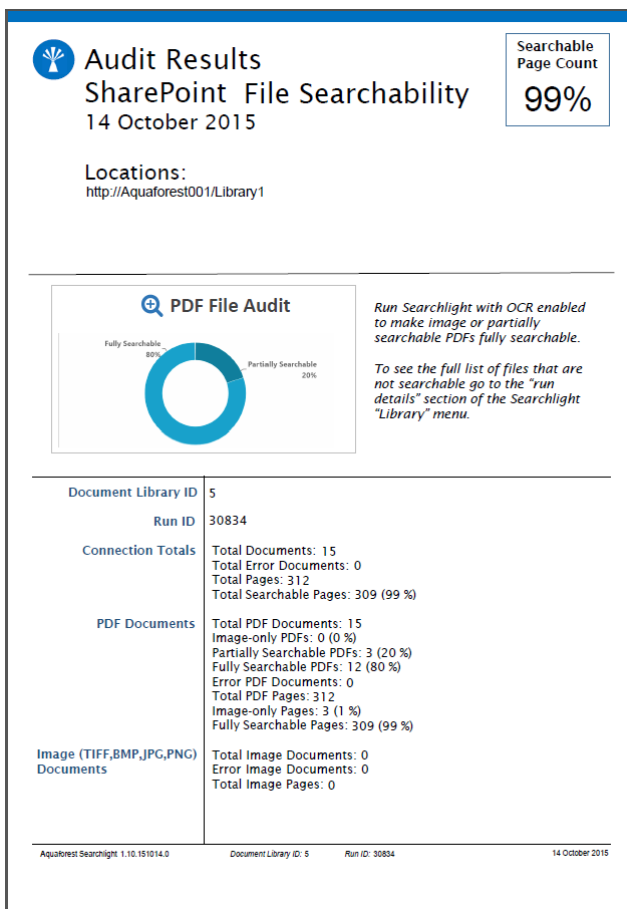 Audit Results
SharePoint File Searchability
14 October 2015
Searchable
Page Count
99%
Locations:
http://Aquaforest001/Library1
PDF File Audit
Fully Searchable
80%
Partially Searchable
20%
Run Searchlight with OCR enabled
to make image or partially
searchable PDFs fully searchable.
To see the full list of files that are
not searchable go to the "run
details" section of the Searchlight
"Library" menu.
Document Library ID 5
Run ID 30834
Connection Totals Total Documents: 15
Total Error Documents: 0
Total Pages: 312
Total Searchable Pages: 309 (99 %)
PDF Documents Total PDF Documents: 15
Image-only PDFs: 0 (0 %)
Partially Searchable PDFs: 3 (20 %)
Fully Searchable PDFs: 12 (80 %)
Error PDF Documents: 0
Total PDF Pages: 312
Image-only Pages: 3 (1 %)
Fully Searchable Pages: 309 (99 %)
Image (TIFF,BMP,JPG,PNG) Total Image Documents: 0
Documents Error Image Documents: 0
Total Image Pages: 0
Aquaforest Searchlight 1.10.151014.0 Document Library ID: 5 Run ID: 30834 14 October 2015